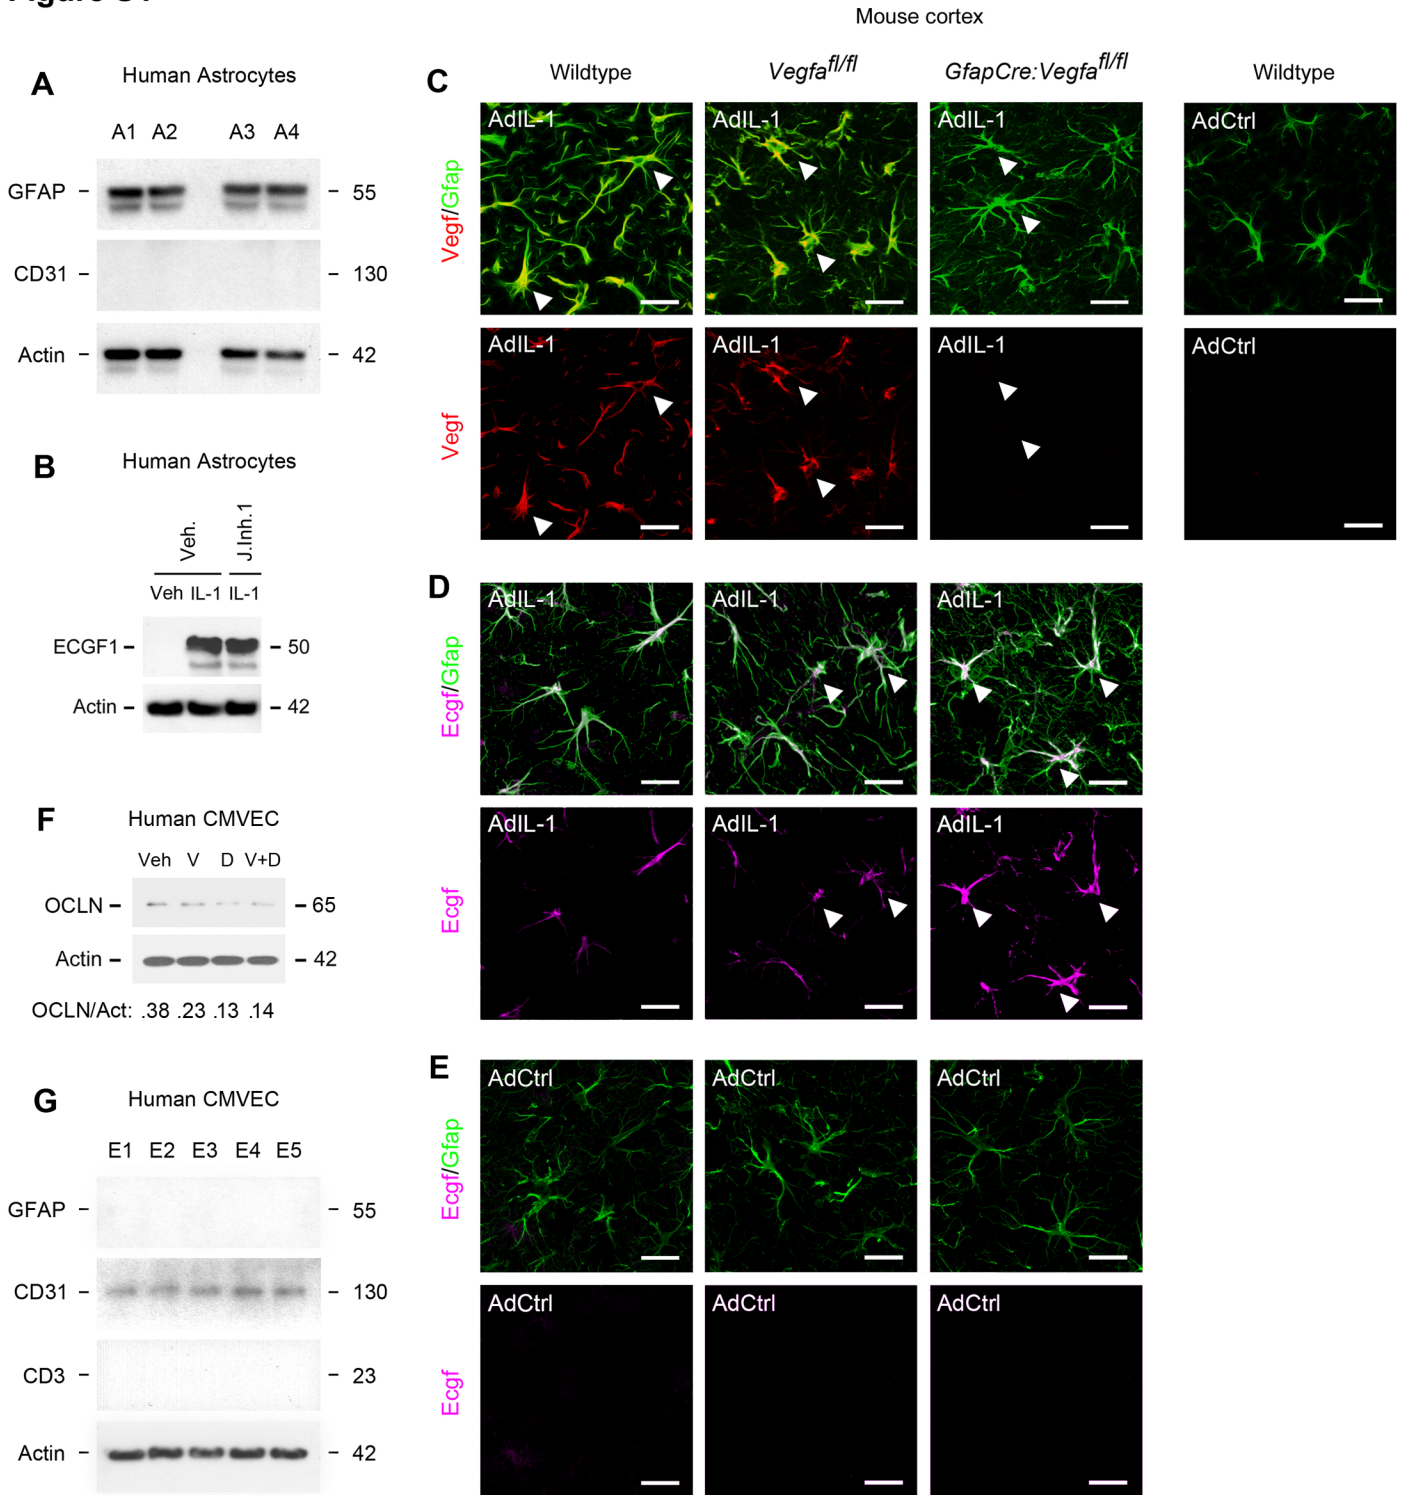 Mouse cortex
A
Human Astrocytes
A1 A2 A3 A4
GFAP – – 55
CD31 – – 130
Actin – – 42
B
Human Astrocytes
Veh. J.Inh.1
Veh IL-1 IL-1
ECGF1 – – 50
Actin – – 42
F
Human CMVEC
Veh V D V+D
OCLN – – 65
Actin – – 42
OCLN/Act: .38 .23 .13 .14
G
Human CMVEC
E1 E2 E3 E4 E5
GFAP – – 55
CD31 – – 130
CD3 – – 23
Actin – – 42
C
Wildtype Vegfa^fl/fl GfapCre:Vegfa^fl/fl Wildtype
Vegf/Gfap
AdIL-1 AdIL-1 AdIL-1 AdCtrl
Vegf
AdIL-1 AdIL-1 AdIL-1 AdCtrl
D
Ecgf/Gfap
AdIL-1 AdIL-1 AdIL-1
Ecgf
AdIL-1 AdIL-1 AdIL-1
E
Ecgf/Gfap
AdCtrl AdCtrl AdCtrl
Ecgf
AdCtrl AdCtrl AdCtrl